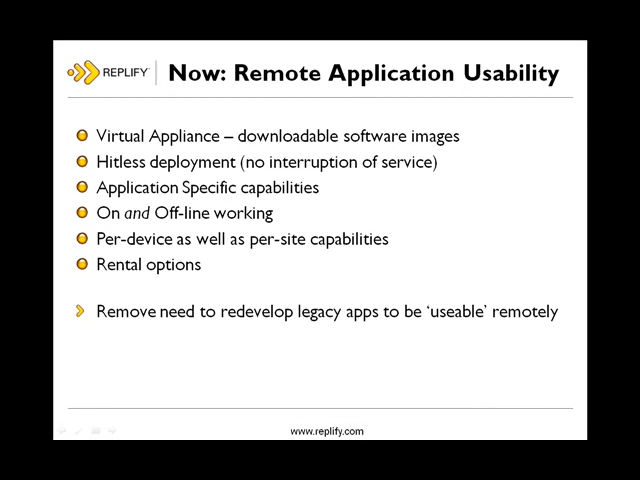 REPLIFY
Now: Remote Application Usability
Virtual Appliance – downloadable software images
Hitless deployment (no interruption of service)
Application Specific capabilities
On and Off-line working
Per-device as well as per-site capabilities
Rental options
Remove need to redevelop legacy apps to be ‘useable’ remotely
www.replify.com